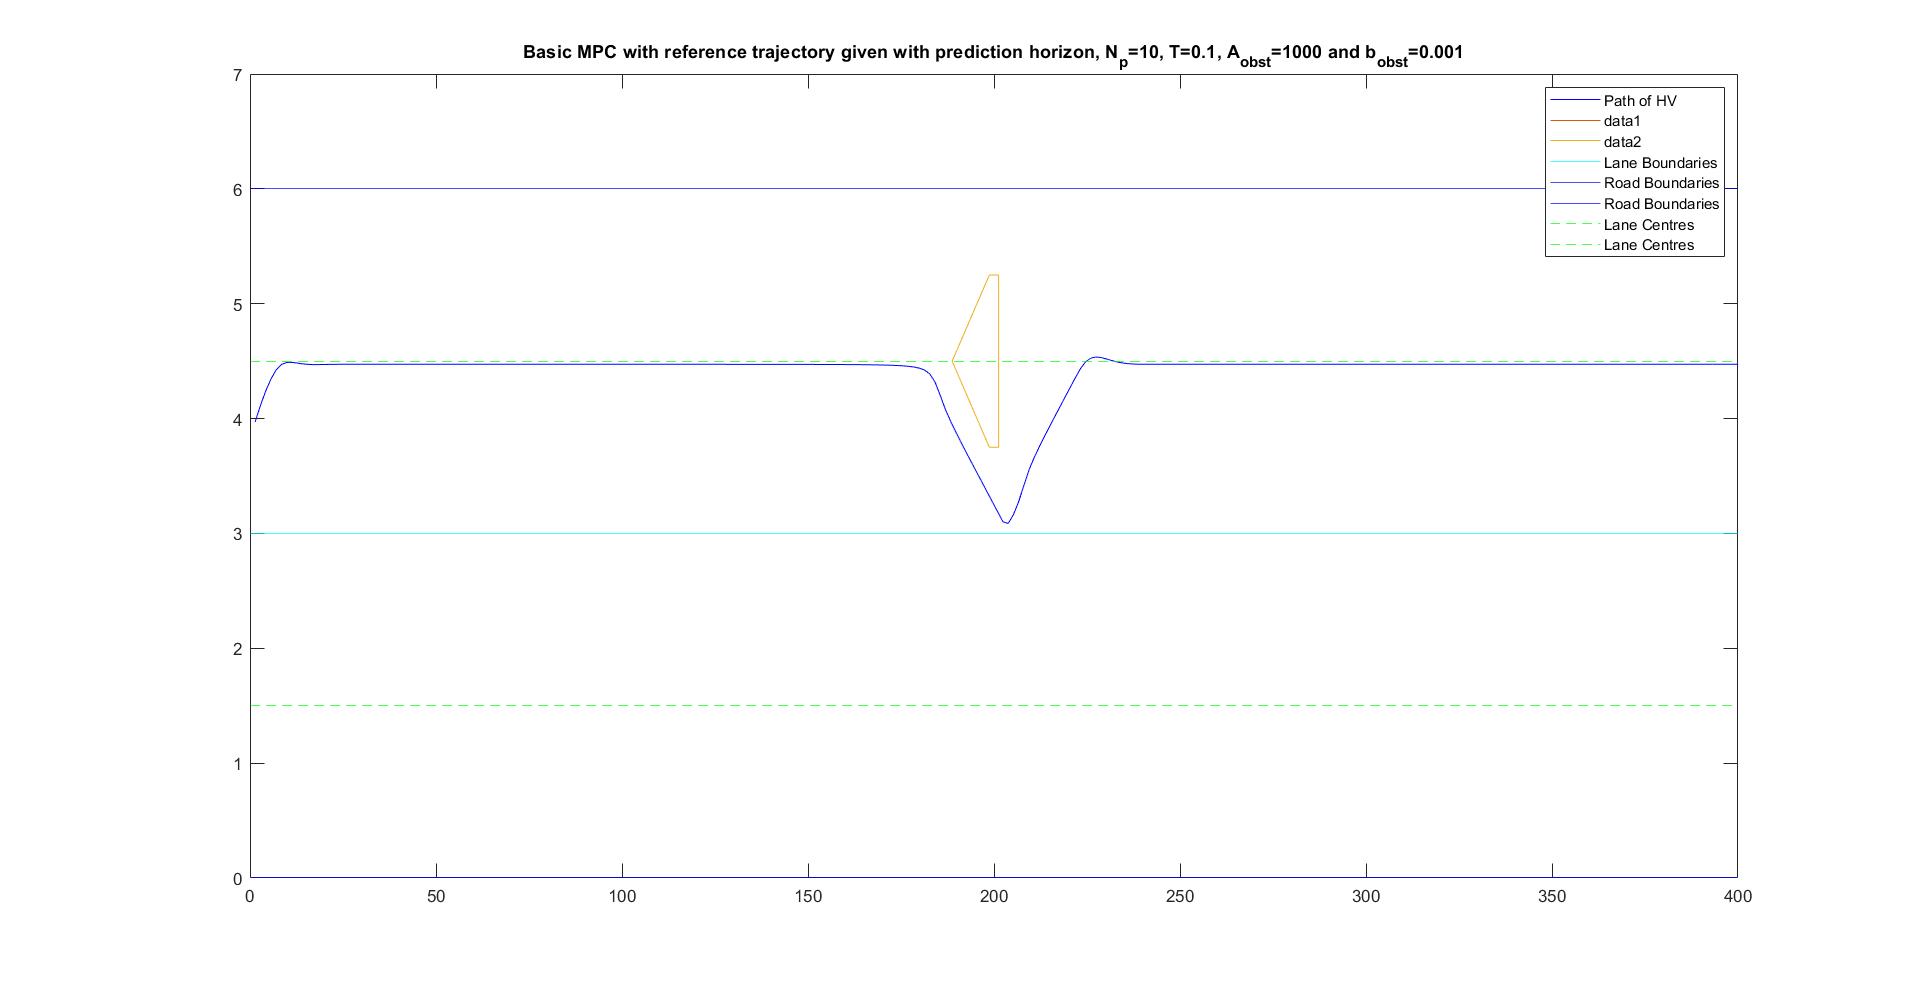 Basic MPC with reference trajectory given with prediction horizon, Np=10, T=0.1, Aobst=1000 and bobst=0.001
7
6
5
4
3
2
1
0
Path of HV
data1
data2
Lane Boundaries
Road Boundaries
Road Boundaries
Lane Centres
Lane Centres
0 50 100 150 200 250 300 350 400